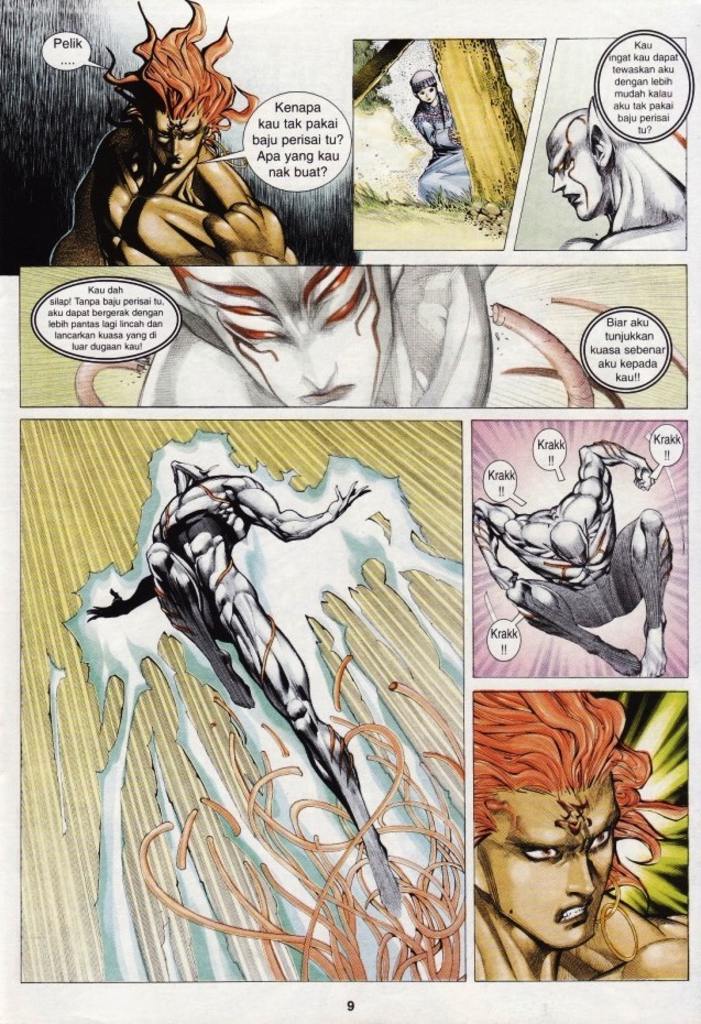 Pelik
....
Kenapa
kau tak pakai
baju perisai tu?
Apa yang kau
nak buat?
Kau
ingat kau dapat
tewaskan aku
dengan lebih
mudah kalau
aku tak pakai
baju perisai
tu?
Kau dah
silap! Tanpa baju perisai tu,
aku dapat bergerak dengan
lebih pantas lagi lincah dan
lancarkan kuasa yang di
luar dugaan kau!
Biar aku
tunjukkan
kuasa sebenar
aku kepada
kau!!
Krakk
!!
Krakk
!!
Krakk
!!
Krakk
!!
9